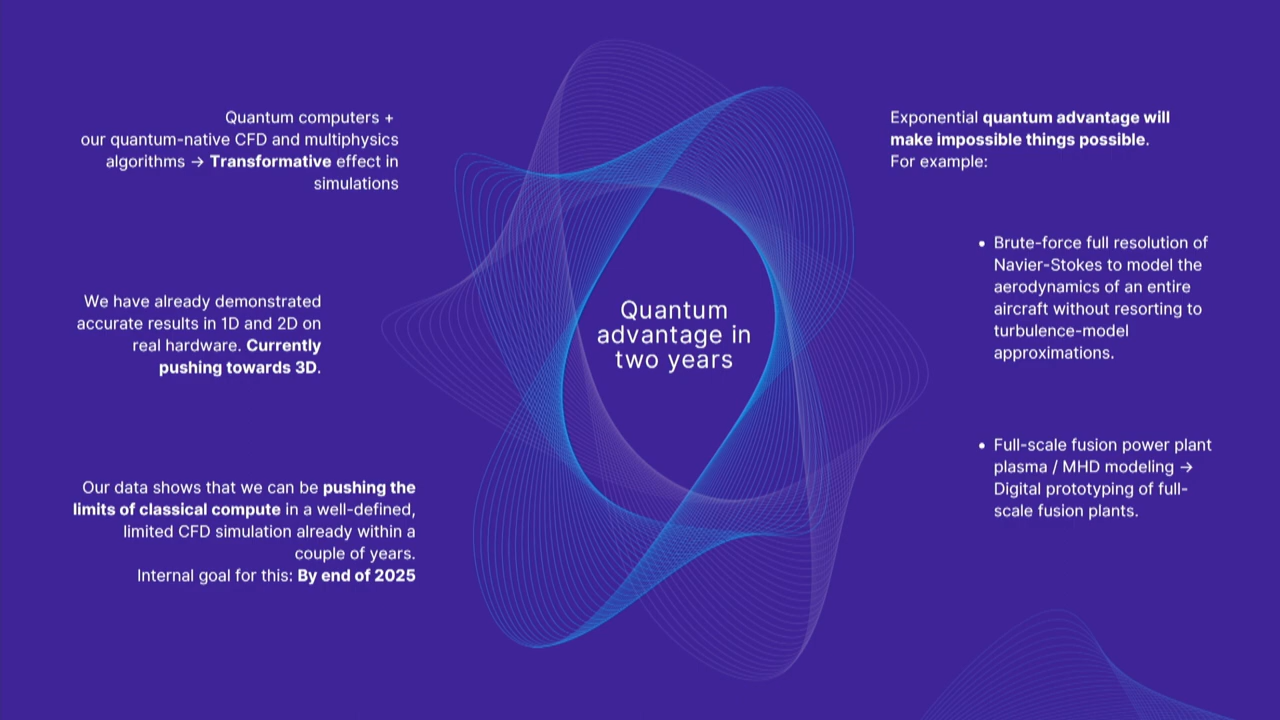 Quantum computers +
our quantum-native CFD and multiphysics
algorithms → Transformative effect in
simulations
We have already demonstrated
accurate results in 1D and 2D on
real hardware. Currently
pushing towards 3D.
Our data shows that we can be pushing the
limits of classical compute in a well-defined,
limited CFD simulation already within a
couple of years.
Internal goal for this: By end of 2025
Quantum
advantage in
two years
Exponential quantum advantage will
make impossible things possible.
For example:
• Brute-force full resolution of
Navier-Stokes to model the
aerodynamics of an entire
aircraft without resorting to
turbulence-model
approximations.
• Full-scale fusion power plant
plasma / MHD modeling →
Digital prototyping of full-
scale fusion plants.